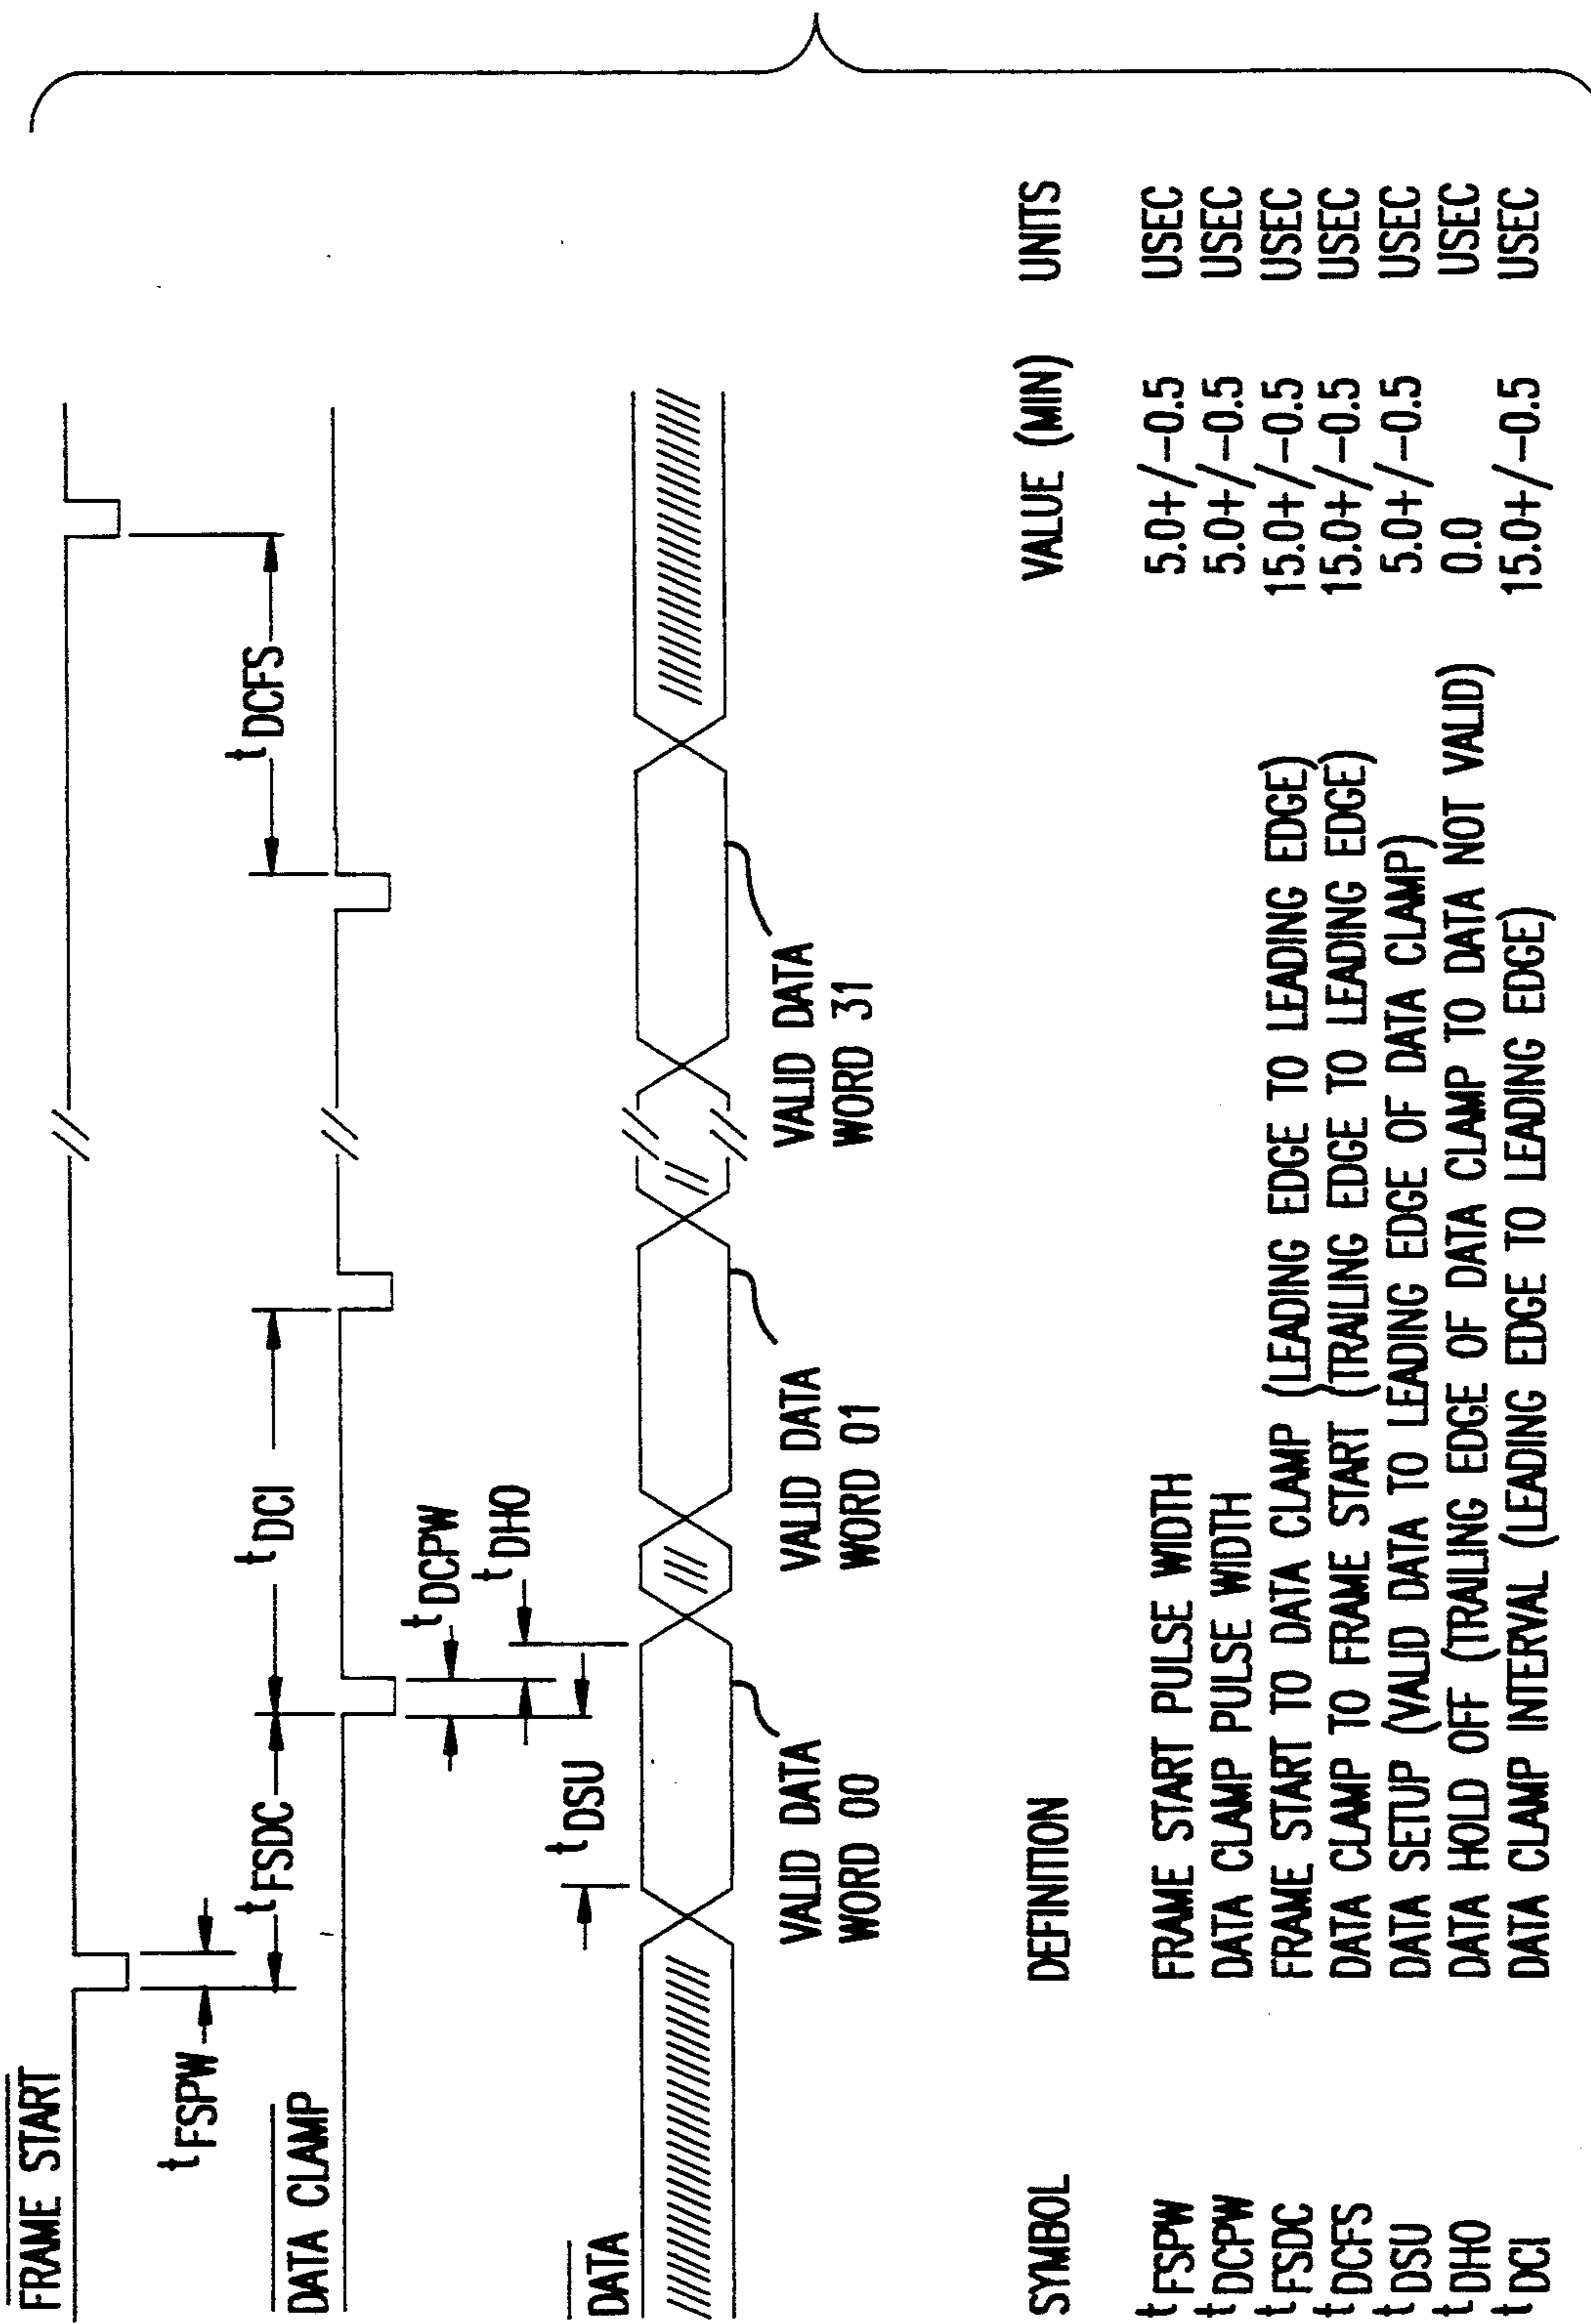 FRAME START
tFSPW
tFSDC
DATA CLAMP
tDCI
tDCFS
tDCPW
tDHO
tDSU
DATA
VALID DATA
WORD 00
VALID DATA
WORD 01
VALID DATA
WORD 31
SYMBOL DEFINITION VALUE (MIN) UNITS
tFSPW FRAME START PULSE WIDTH 5.0+/-0.5 USEC
tDCPW DATA CLAMP PULSE WIDTH 5.0+/-0.5 USEC
tFSDC FRAME START TO DATA CLAMP (LEADING EDGE TO LEADING EDGE) 15.0+/-0.5 USEC
tDCFS DATA CLAMP TO FRAME START (TRAILING EDGE TO LEADING EDGE) 15.0+/-0.5 USEC
tDSU DATA SETUP (VALID DATA TO LEADING EDGE OF DATA CLAMP) 5.0+/-0.5 USEC
tDHO DATA HOLD OFF (TRAILING EDGE OF DATA CLAMP TO DATA NOT VALID) 0.0 USEC
tDCI DATA CLAMP INTERVAL (LEADING EDGE TO LEADING EDGE) 15.0+/-0.5 USEC